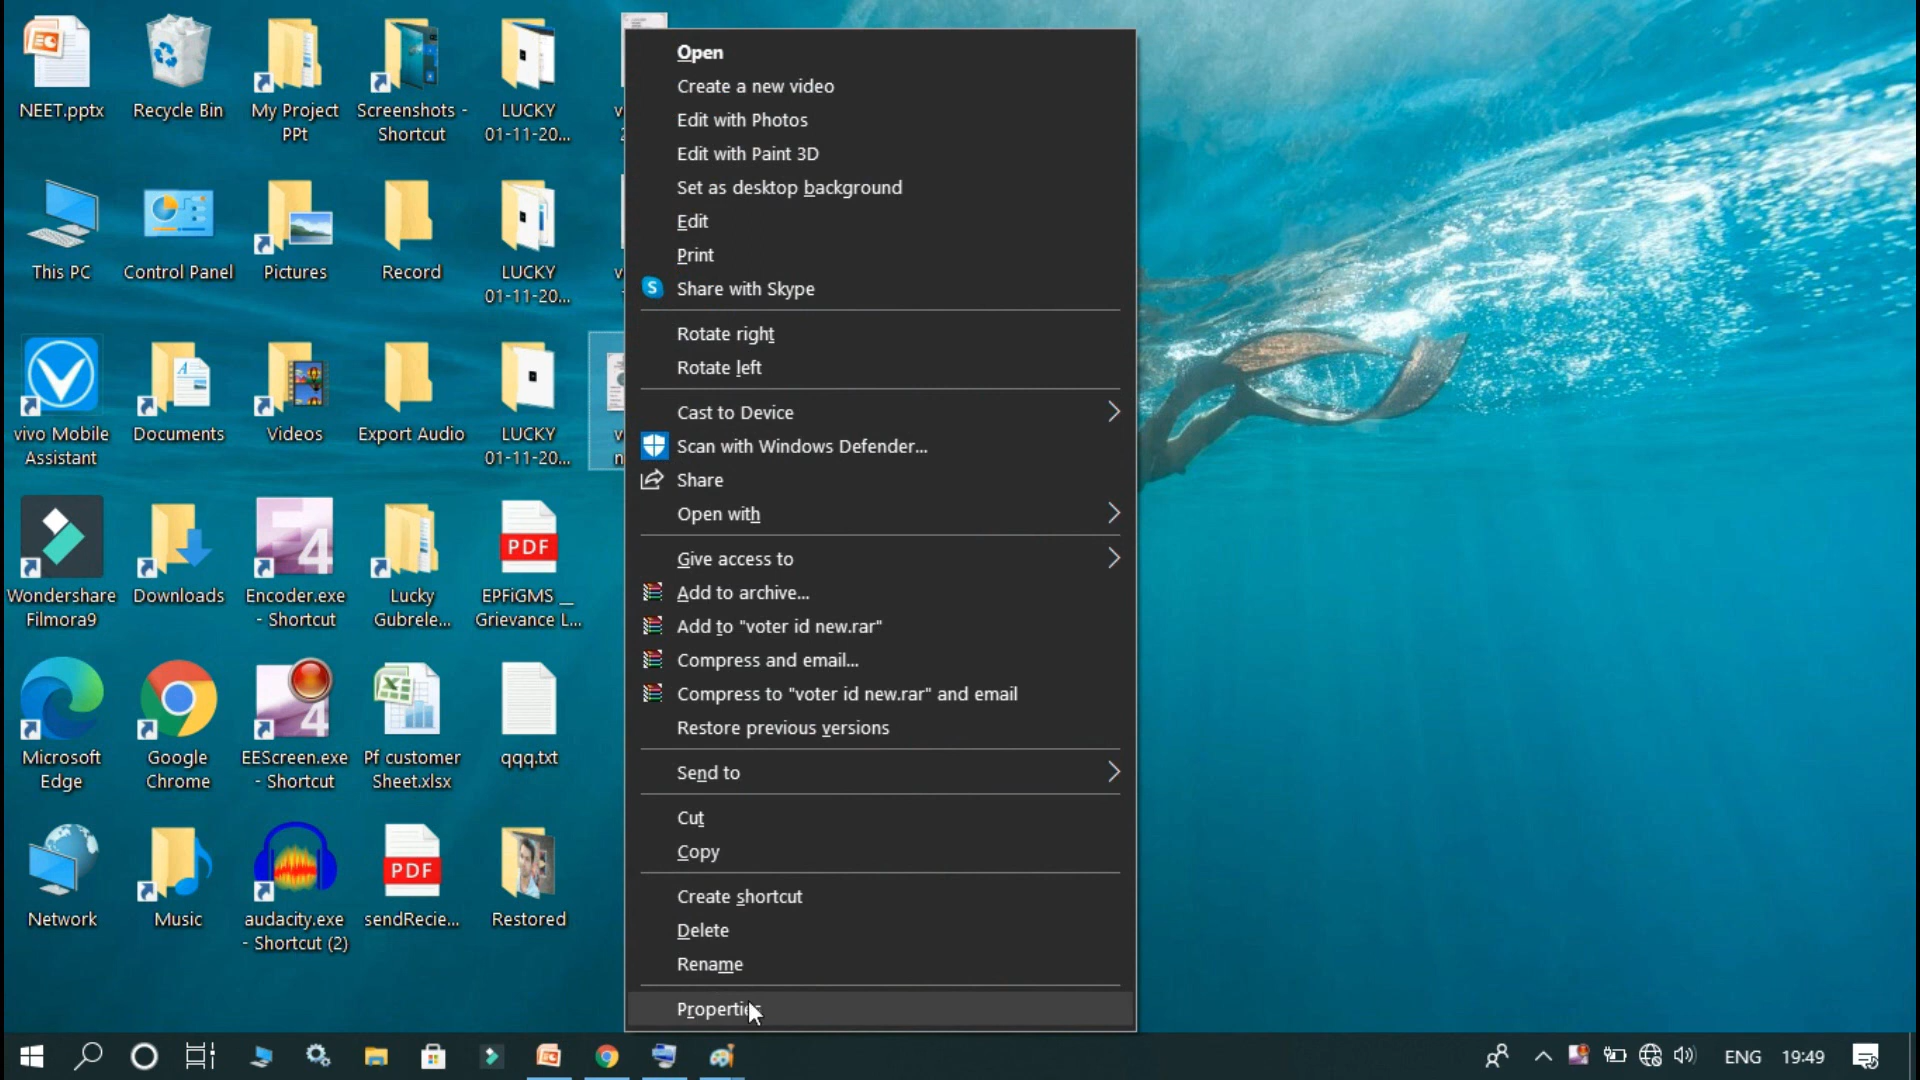 NEET.pptx
Recycle Bin
My Project
PPt
Screenshots -
Shortcut
LUCKY
01-11-20...
This PC
Control Panel
Pictures
Record
LUCKY
01-11-20...
vivo Mobile
Assistant
Documents
Videos
Export Audio
LUCKY
01-11-20...
Wondershare
Filmora9
Downloads
Encoder.exe
- Shortcut
Lucky
Gubrele...
PDF
EPFiGMS __
Grievance L...
Microsoft
Edge
Google
Chrome
EEScreen.exe
- Shortcut
Pf customer
Sheet.xlsx
qqq.txt
Network
Music
audacity.exe
- Shortcut (2)
PDF
sendRecie...
Restored
Open
Create a new video
Edit with Photos
Edit with Paint 3D
Set as desktop background
Edit
Print
Share with Skype
Rotate right
Rotate left
Cast to Device
Scan with Windows Defender...
Share
Open with
Give access to
Add to archive...
Add to "voter id new.rar"
Compress and email...
Compress to "voter id new.rar" and email
Restore previous versions
Send to
Cut
Copy
Create shortcut
Delete
Rename
Properties
ENG 19:49